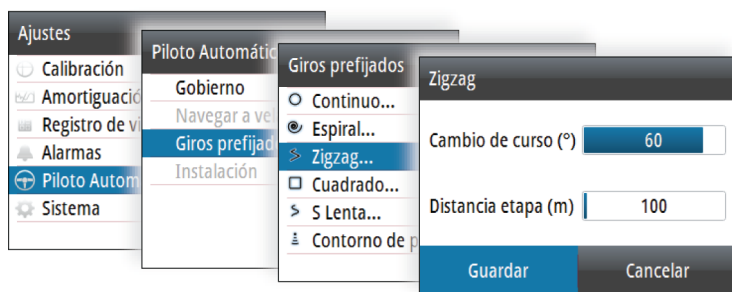 Ajustes
Calibración
Amortiguació
Registro de vi
Alarmas
Piloto Autom
Sistema
Piloto Automátic
Gobierno
Navegar a vel
Giros prefijad
Instalación
Giros prefijados
Continuo...
Espiral...
Zigzag...
Cuadrado...
S Lenta...
Contorno de p
Zigzag
Cambio de curso (°) 60
Distancia etapa (m) 100
Guardar Cancelar